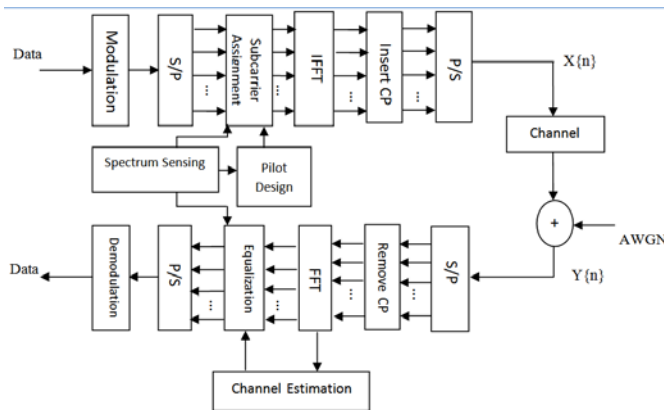 Data
Modulation
S/P
...
Subcarrier
Assignment
...
IFFT
...
Insert CP
...
P/S
X{n}
Channel
Spectrum Sensing
Pilot
Design
+
AWGN
Y{n}
S/P
...
Remove CP
...
FFT
...
Equalization
...
P/S
Demodulation
Data
Channel Estimation